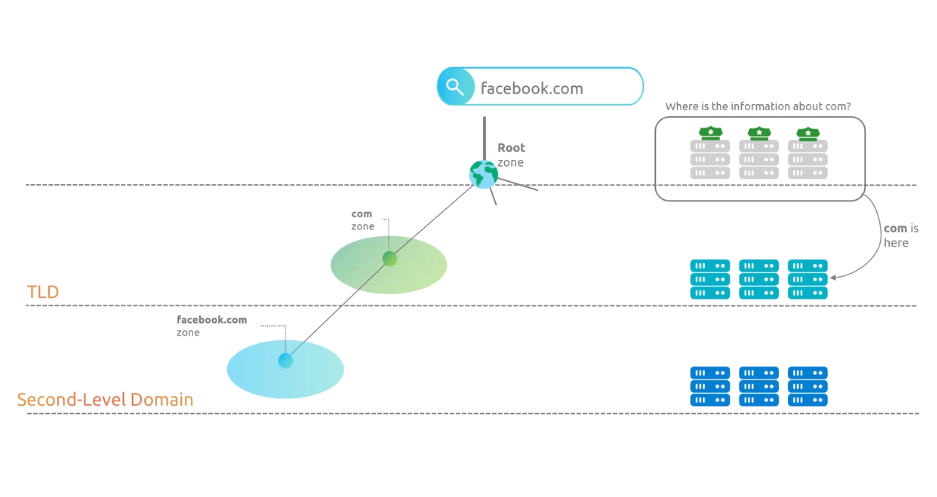 facebook.com
Where is the information about com?
Root
zone
com
zone
com is
here
TLD
facebook.com
zone
Second-Level Domain